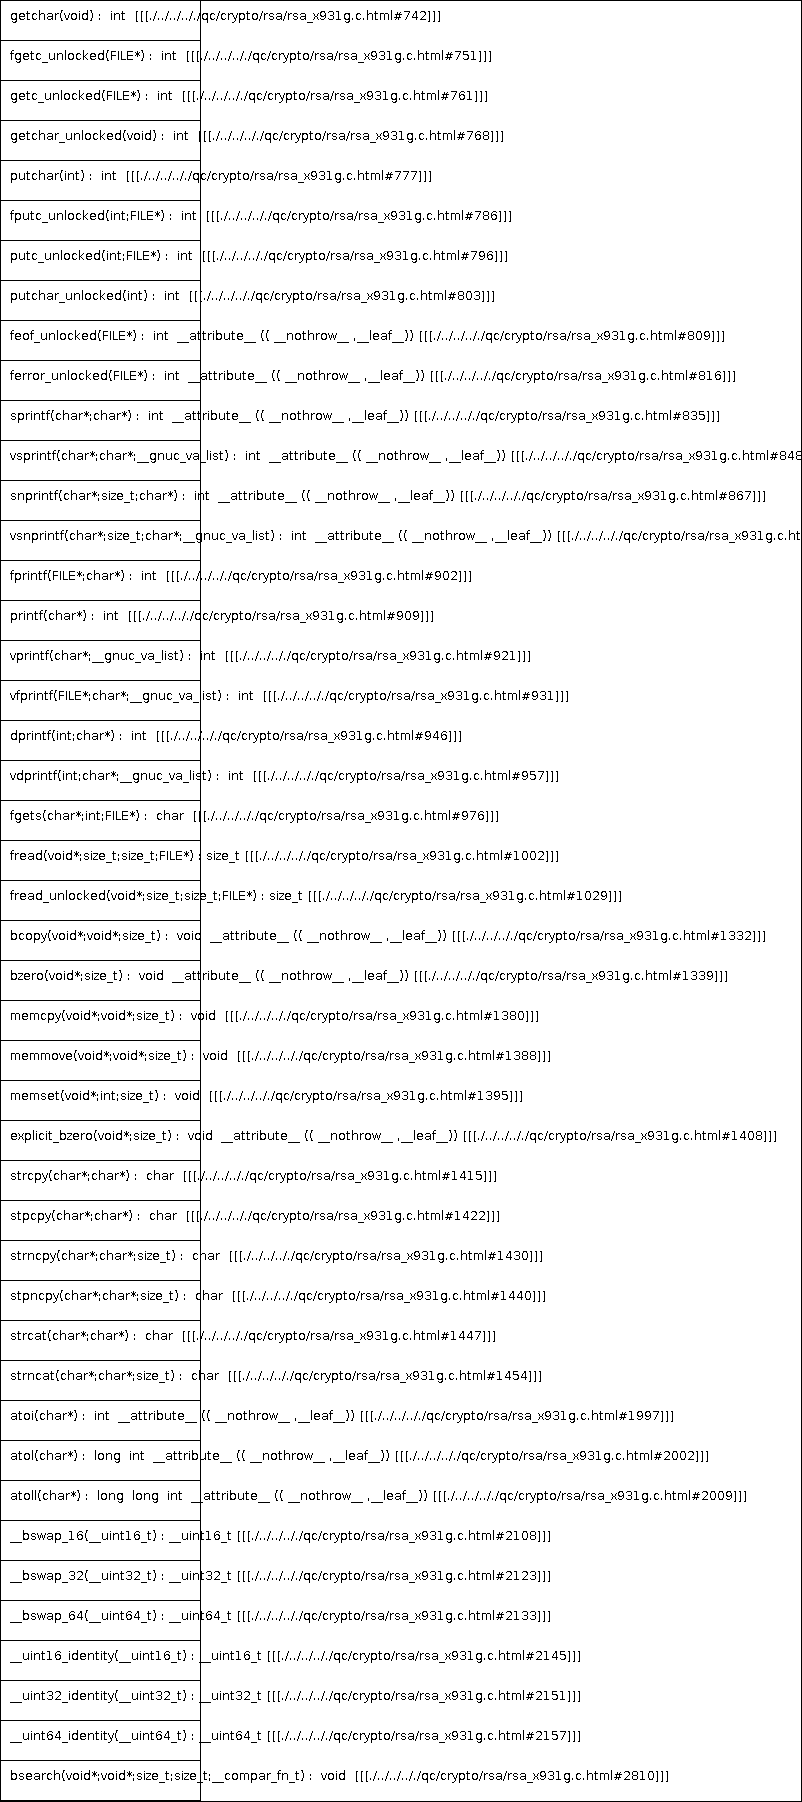 getchar(void) : int [[[./../../../../qc/crypto/rsa/rsa_x931g.c.html#742]]]
fgetc_unlocked(FILE*) : int [[[./../../../../qc/crypto/rsa/rsa_x931g.c.html#751]]]
getc_unlocked(FILE*) : int [[[./../../../../qc/crypto/rsa/rsa_x931g.c.html#761]]]
getchar_unlocked(void) : int [[[./../../../../qc/crypto/rsa/rsa_x931g.c.html#768]]]
putchar(int) : int [[[./../../../../qc/crypto/rsa/rsa_x931g.c.html#777]]]
fputc_unlocked(int;FILE*) : int [[[./../../../../qc/crypto/rsa/rsa_x931g.c.html#786]]]
putc_unlocked(int;FILE*) : int [[[./../../../../qc/crypto/rsa/rsa_x931g.c.html#796]]]
putchar_unlocked(int) : int [[[./../../../../qc/crypto/rsa/rsa_x931g.c.html#803]]]
feof_unlocked(FILE*) : int __attribute__ (( __nothrow__ ,__leaf__)) [[[./../../../../qc/crypto/rsa/rsa_x931g.c.html#809]]]
ferror_unlocked(FILE*) : int __attribute__ (( __nothrow__ ,__leaf__)) [[[./../../../../qc/crypto/rsa/rsa_x931g.c.html#816]]]
sprintf(char*;char*) : int __attribute__ (( __nothrow__ ,__leaf__)) [[[./../../../../qc/crypto/rsa/rsa_x931g.c.html#835]]]
vsprintf(char*;char*;__gnuc_va_list) : int __attribute__ (( __nothrow__ ,__leaf__)) [[[./../../../../qc/crypto/rsa/rsa_x931g.c.html#848
snprintf(char*;size_t;char*) : int __attribute__ (( __nothrow__ ,__leaf__)) [[[./../../../../qc/crypto/rsa/rsa_x931g.c.html#867]]]
vsnprintf(char*;size_t;char*;__gnuc_va_list) : int __attribute__ (( __nothrow__ ,__leaf__)) [[[./../../../../qc/crypto/rsa/rsa_x931g.c.ht
fprintf(FILE*;char*) : int [[[./../../../../qc/crypto/rsa/rsa_x931g.c.html#902]]]
printf(char*) : int [[[./../../../../qc/crypto/rsa/rsa_x931g.c.html#909]]]
vprintf(char*;__gnuc_va_list) : int [[[./../../../../qc/crypto/rsa/rsa_x931g.c.html#921]]]
vfprintf(FILE*;char*;__gnuc_va_list) : int [[[./../../../../qc/crypto/rsa/rsa_x931g.c.html#931]]]
dprintf(int;char*) : int [[[./../../../../qc/crypto/rsa/rsa_x931g.c.html#946]]]
vdprintf(int;char*;__gnuc_va_list) : int [[[./../../../../qc/crypto/rsa/rsa_x931g.c.html#957]]]
fgets(char*;int;FILE*) : char [[[./../../../../qc/crypto/rsa/rsa_x931g.c.html#976]]]
fread(void*;size_t;size_t;FILE*) : size_t [[[./../../../../qc/crypto/rsa/rsa_x931g.c.html#1002]]]
fread_unlocked(void*;size_t;size_t;FILE*) : size_t [[[./../../../../qc/crypto/rsa/rsa_x931g.c.html#1029]]]
bcopy(void*;void*;size_t) : void __attribute__ (( __nothrow__ ,__leaf__)) [[[./../../../../qc/crypto/rsa/rsa_x931g.c.html#1332]]]
bzero(void*;size_t) : void __attribute__ (( __nothrow__ ,__leaf__)) [[[./../../../../qc/crypto/rsa/rsa_x931g.c.html#1339]]]
memcpy(void*;void*;size_t) : void [[[./../../../../qc/crypto/rsa/rsa_x931g.c.html#1380]]]
memmove(void*;void*;size_t) : void [[[./../../../../qc/crypto/rsa/rsa_x931g.c.html#1388]]]
memset(void*;int;size_t) : void [[[./../../../../qc/crypto/rsa/rsa_x931g.c.html#1395]]]
explicit_bzero(void*;size_t) : void __attribute__ (( __nothrow__ ,__leaf__)) [[[./../../../../qc/crypto/rsa/rsa_x931g.c.html#1408]]]
strcpy(char*;char*) : char [[[./../../../../qc/crypto/rsa/rsa_x931g.c.html#1415]]]
stpcpy(char*;char*) : char [[[./../../../../qc/crypto/rsa/rsa_x931g.c.html#1422]]]
strncpy(char*;char*;size_t) : char [[[./../../../../qc/crypto/rsa/rsa_x931g.c.html#1430]]]
stpncpy(char*;char*;size_t) : char [[[./../../../../qc/crypto/rsa/rsa_x931g.c.html#1440]]]
strcat(char*;char*) : char [[[./../../../../qc/crypto/rsa/rsa_x931g.c.html#1447]]]
strncat(char*;char*;size_t) : char [[[./../../../../qc/crypto/rsa/rsa_x931g.c.html#1454]]]
atoi(char*) : int __attribute__ (( __nothrow__ ,__leaf__)) [[[./../../../../qc/crypto/rsa/rsa_x931g.c.html#1997]]]
atol(char*) : long int __attribute__ (( __nothrow__ ,__leaf__)) [[[./../../../../qc/crypto/rsa/rsa_x931g.c.html#2002]]]
atoll(char*) : long long int __attribute__ (( __nothrow__ ,__leaf__)) [[[./../../../../qc/crypto/rsa/rsa_x931g.c.html#2009]]]
__bswap_16(__uint16_t) : __uint16_t [[[./../../../../qc/crypto/rsa/rsa_x931g.c.html#2108]]]
__bswap_32(__uint32_t) : __uint32_t [[[./../../../../qc/crypto/rsa/rsa_x931g.c.html#2123]]]
__bswap_64(__uint64_t) : __uint64_t [[[./../../../../qc/crypto/rsa/rsa_x931g.c.html#2133]]]
__uint16_identity(__uint16_t) : __uint16_t [[[./../../../../qc/crypto/rsa/rsa_x931g.c.html#2145]]]
__uint32_identity(__uint32_t) : __uint32_t [[[./../../../../qc/crypto/rsa/rsa_x931g.c.html#2151]]]
__uint64_identity(__uint64_t) : __uint64_t [[[./../../../../qc/crypto/rsa/rsa_x931g.c.html#2157]]]
bsearch(void*;void*;size_t;size_t;__compar_fn_t) : void [[[./../../../../qc/crypto/rsa/rsa_x931g.c.html#2810]]]